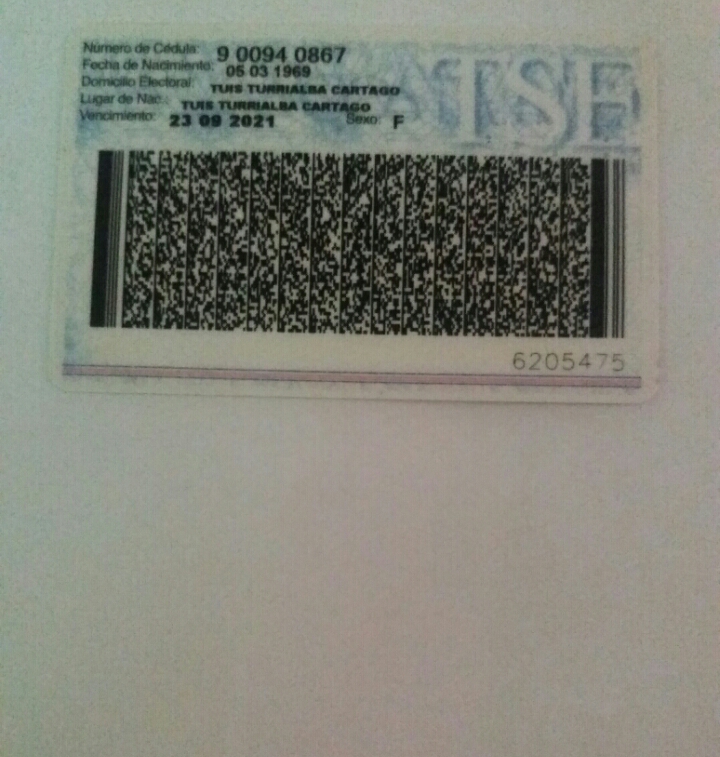 Número de Cédula: 9 0094 0867
Fecha de Nacimiento: 05 03 1969
Domicilio Electoral: TUIS TURRIALBA CARTAGO
Lugar de Nac.: TUIS TURRIALBA CARTAGO
Vencimiento: 23 09 2021 Sexo: F
TSE
6205475